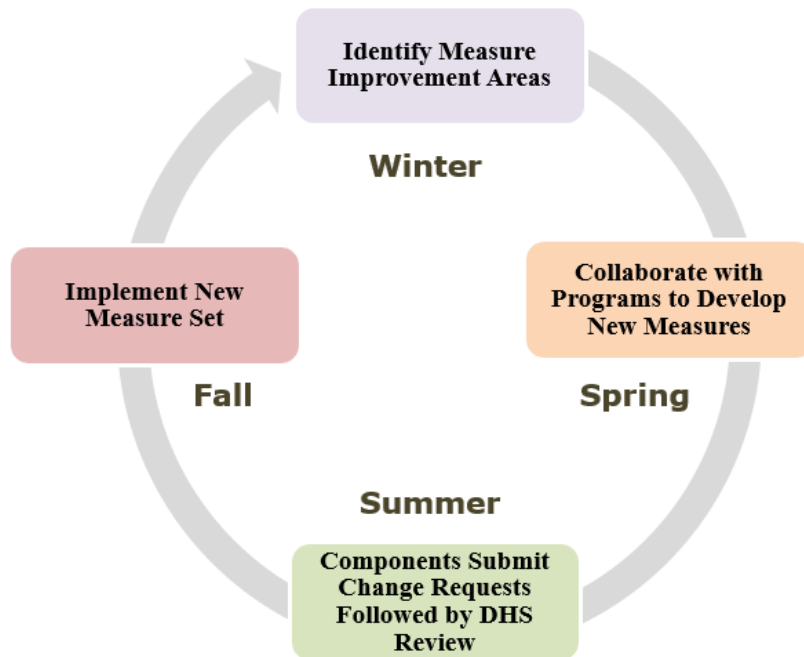 Identify Measure
Improvement Areas
Winter
Implement New
Measure Set
Collaborate with
Programs to Develop
New Measures
Fall
Spring
Summer
Components Submit
Change Requests
Followed by DHS
Review